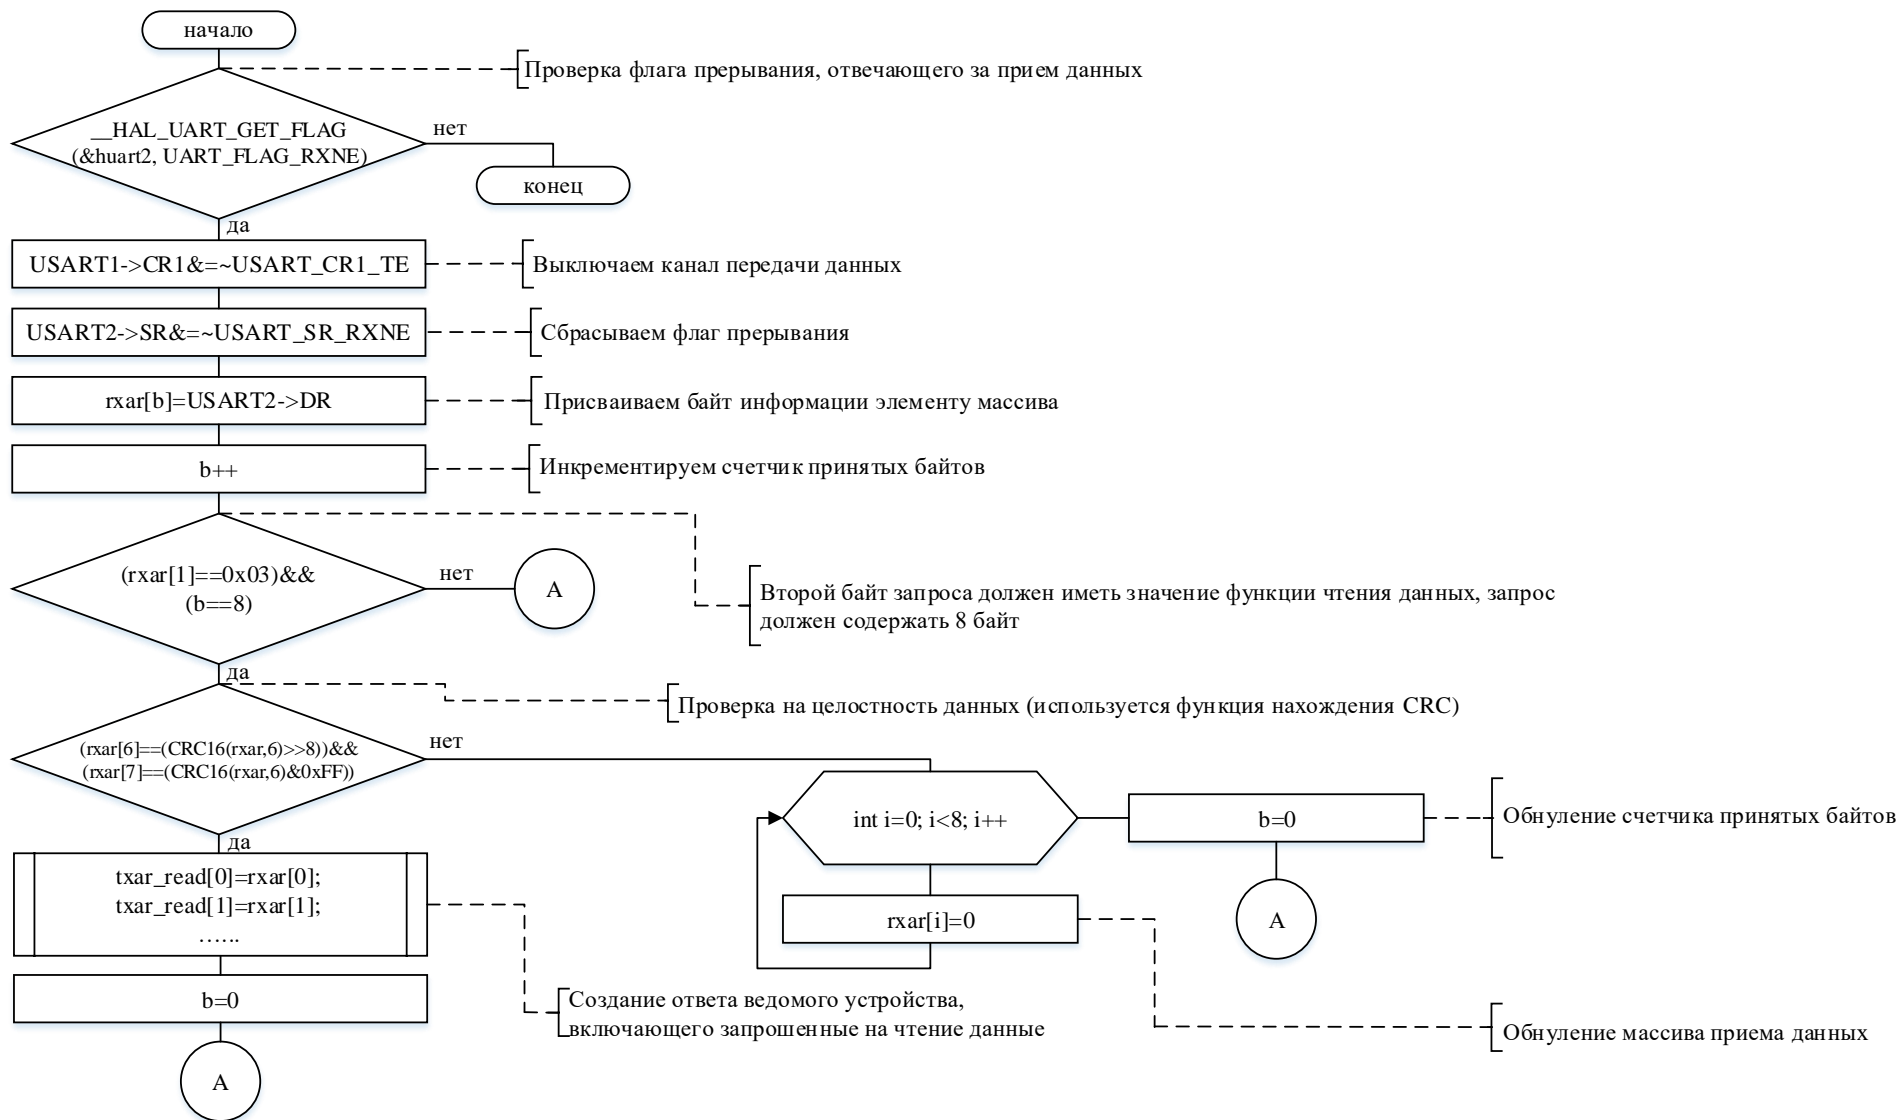 начало
Проверка флага прерывания, отвечающего за прием данных
__HAL_UART_GET_FLAG
(&huart2, UART_FLAG_RXNE)
нет
конец
да
USART1->CR1&=~USART_CR1_TE
Выключаем канал передачи данных
USART2->SR&=~USART_SR_RXNE
Сбрасываем флаг прерывания
rxar[b]=USART2->DR
Присваиваем байт информации элементу массива
b++
Инкрементируем счетчик принятых байтов
(rxar[1]==0x03)&&
(b==8)
нет
А
Второй байт запроса должен иметь значение функции чтения данных, запрос
должен содержать 8 байт
да
Проверка на целостность данных (используется функция нахождения CRC)
(rxar[6]==(CRC16(rxar,6)>>8))&&
(rxar[7]==(CRC16(rxar,6)&0xFF))
нет
int i=0; i<8; i++
b=0
Обнуление счетчика принятых байтов
да
txar_read[0]=rxar[0];
txar_read[1]=rxar[1];
......
rxar[i]=0
А
b=0
Создание ответа ведомого устройства,
включающего запрошенные на чтение данные
Обнуление массива приема данных
А